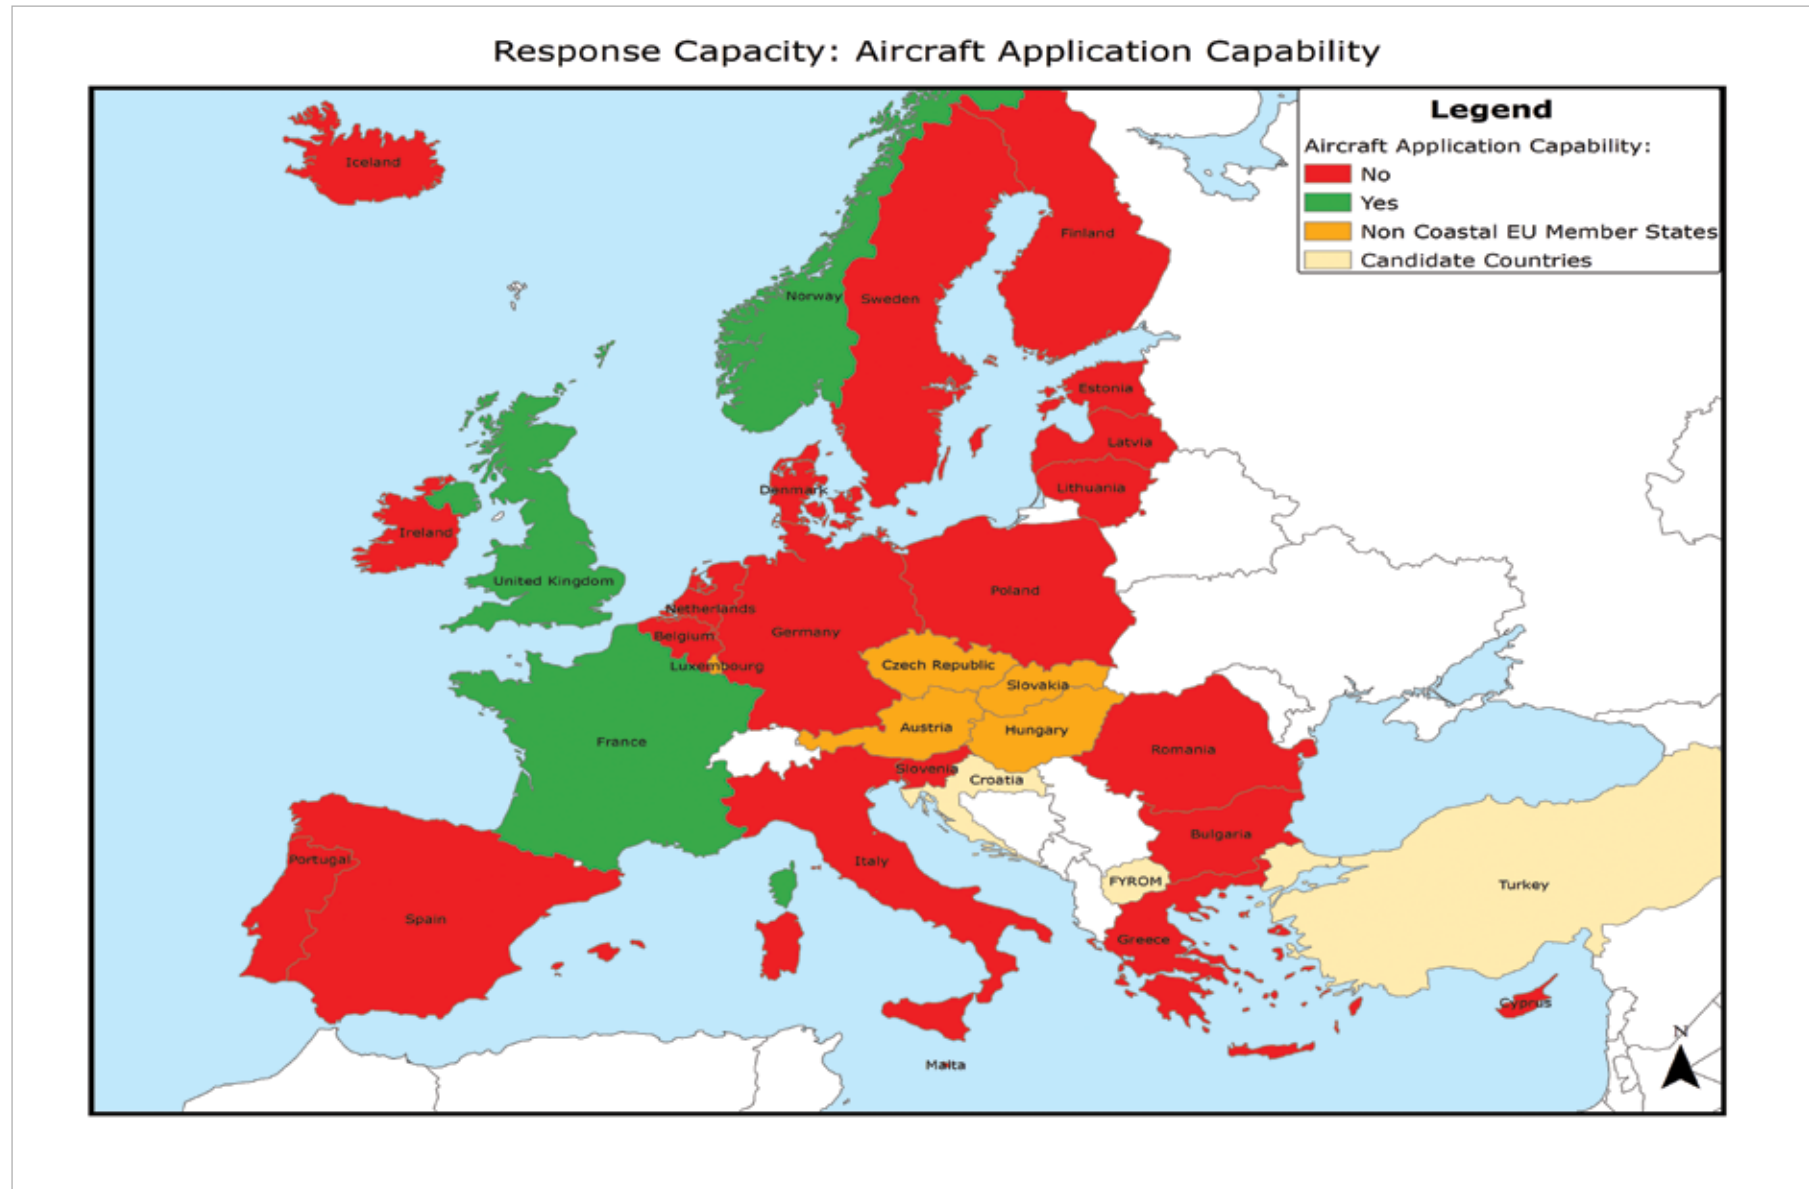 Response Capacity: Aircraft Application Capability
Legend
Aircraft Application Capability:
No
Yes
Non Coastal EU Member States
Candidate Countries
Iceland
Finland
Norway
Sweden
Estonia
Latvia
Lithuania
Denmark
Ireland
United Kingdom
Poland
Netherlands
Germany
Belgium
Luxembourg
Czech Republic
Slovakia
Austria
Hungary
France
Romania
Slovenia
Croatia
Bulgaria
Portugal
Italy
FYROM
Turkey
Spain
Greece
Cyprus
N
Malta